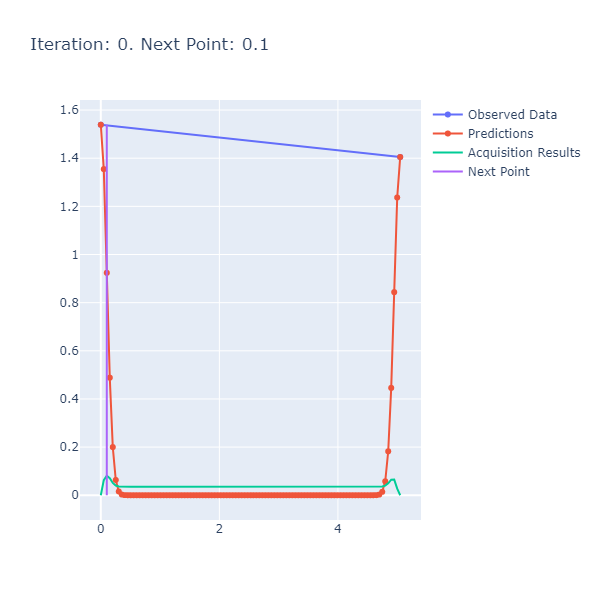 Iteration: 0. Next Point: 0.1
Observed Data
Predictions
Acquisition Results
Next Point
1.6
1.4
1.2
1
0.8
0.6
0.4
0.2
0
0
2
4